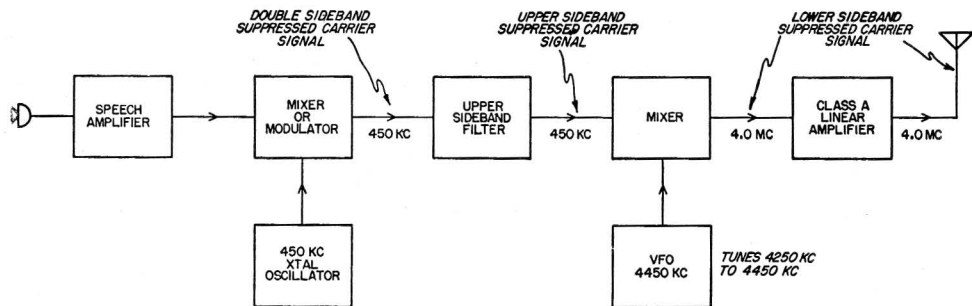 DOUBLE SIDEBAND
SUPPRESSED CARRIER
SIGNAL
UPPER SIDEBAND
SUPPRESSED CARRIER
SIGNAL
LOWER SIDEBAND
SUPPRESSED CARRIER
SIGNAL
SPEECH
AMPLIFIER
MIXER
OR
MODULATOR
450 KC
UPPER
SIDEBAND
FILTER
450 KC
MIXER
4.0 MC
CLASS A
LINEAR
AMPLIFIER
4.0 MC
450 KC
XTAL
OSCILLATOR
VFO
4450 KC
TUNES 4250 KC
TO 4450 KC